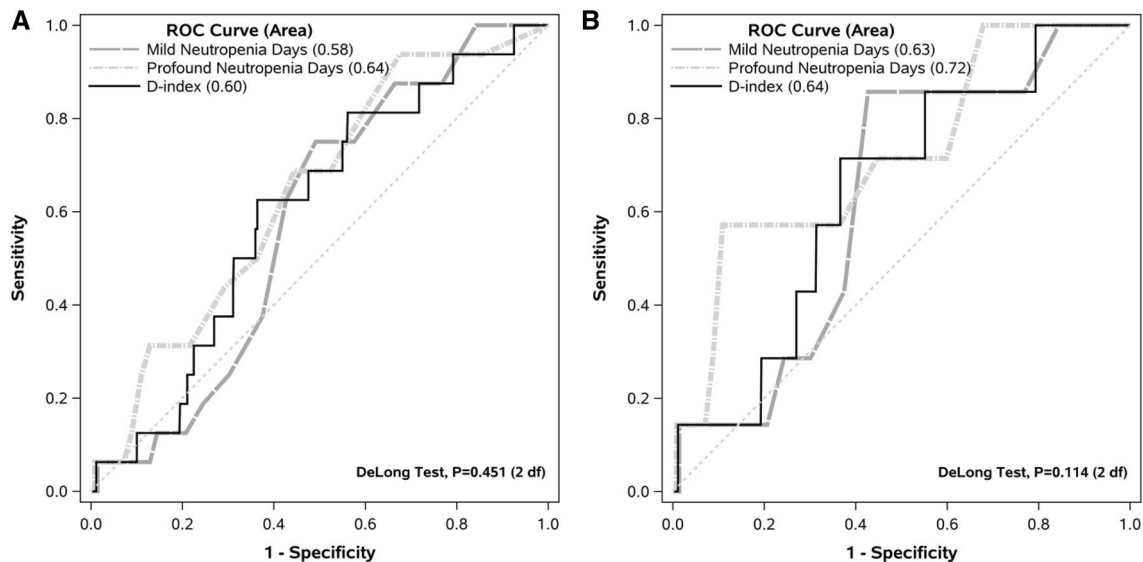 A
ROC Curve (Area)
Mild Neutropenia Days (0.58)
Profound Neutropenia Days (0.64)
D-index (0.60)
1.0
0.8
0.6
0.4
0.2
0.0
Sensitivity
DeLong Test, P=0.451 (2 df)
0.0 0.2 0.4 0.6 0.8 1.0
1 - Specificity
B
ROC Curve (Area)
Mild Neutropenia Days (0.63)
Profound Neutropenia Days (0.72)
D-index (0.64)
1.0
0.8
0.6
0.4
0.2
0.0
Sensitivity
DeLong Test, P=0.114 (2 df)
0.0 0.2 0.4 0.6 0.8 1.0
1 - Specificity